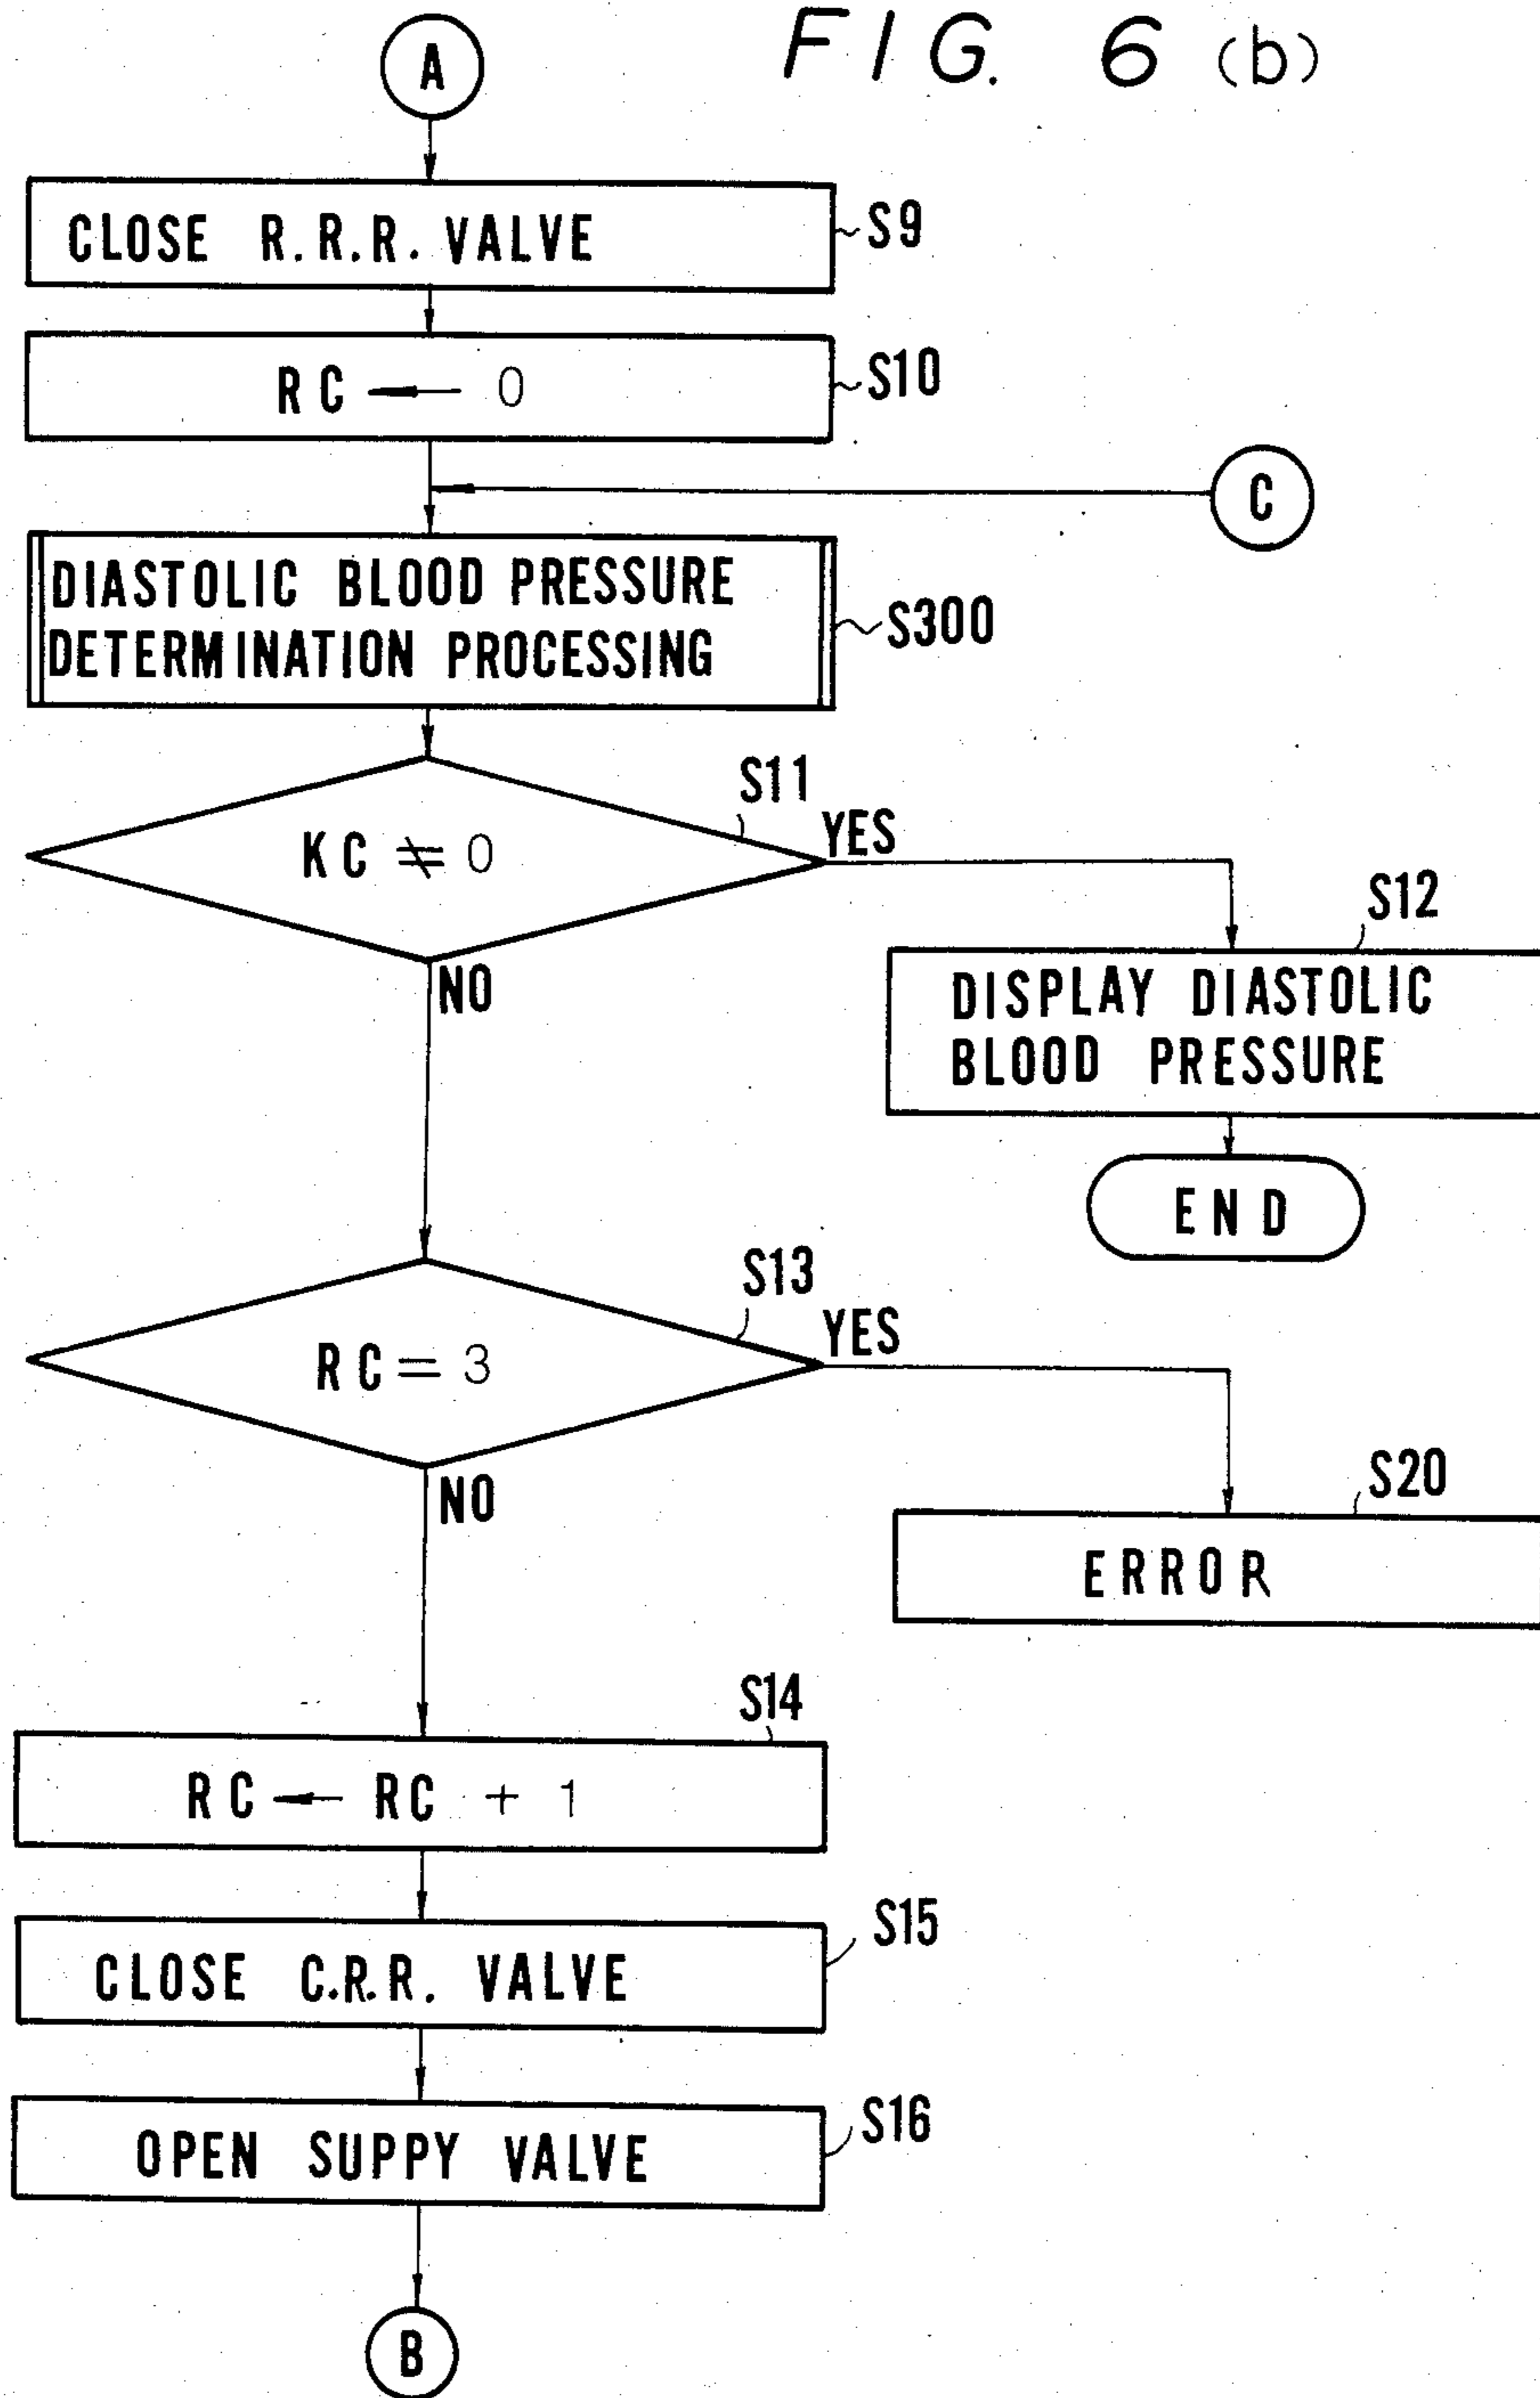 FIG. 6 (b)
A
CLOSE R.R.R. VALVE
S9
RC ← 0
S10
C
DIASTOLIC BLOOD PRESSURE
DETERMINATION PROCESSING
S300
S11
KC ≠ 0
YES
NO
S12
DISPLAY DIASTOLIC
BLOOD PRESSURE
END
S13
RC = 3
YES
NO
S20
ERROR
S14
RC ← RC + 1
CLOSE C.R.R. VALVE
S15
OPEN SUPPY VALVE
S16
B